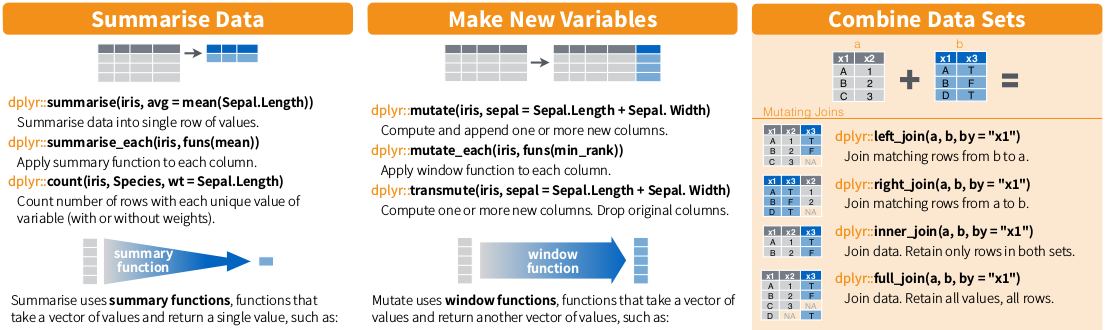 Summarise Data
dplyr::summarise(iris, avg = mean(Sepal.Length))
Summarise data into single row of values.
dplyr::summarise_each(iris, funs(mean))
Apply summary function to each column.
dplyr::count(iris, Species, wt = Sepal.Length)
Count number of rows with each unique value of
variable (with or without weights).
summary
function
Summarise uses summary functions, functions that
take a vector of values and return a single value, such as:
Make New Variables
dplyr::mutate(iris, sepal = Sepal.Length + Sepal. Width)
Compute and append one or more new columns.
dplyr::mutate_each(iris, funs(min_rank))
Apply window function to each column.
dplyr::transmute(iris, sepal = Sepal.Length + Sepal. Width)
Compute one or more new columns. Drop original columns.
window
function
Mutate uses window functions, functions that take a vector of
values and return another vector of values, such as:
Combine Data Sets
a b
x1 x2 x1 x3
A 1 A T
B 2 B F
C 3 D T
+ =
Mutating Joins
x1 x2 x3
A 1 T
B 2 F
C 3 NA
dplyr::left_join(a, b, by = "x1")
Join matching rows from b to a.
x1 x3 x2
A T 1
B F 2
D T NA
dplyr::right_join(a, b, by = "x1")
Join matching rows from a to b.
x1 x2 x3
A 1 T
B 2 F
dplyr::inner_join(a, b, by = "x1")
Join data. Retain only rows in both sets.
x1 x2 x3
A 1 T
B 2 F
C 3 NA
D NA T
dplyr::full_join(a, b, by = "x1")
Join data. Retain all values, all rows.